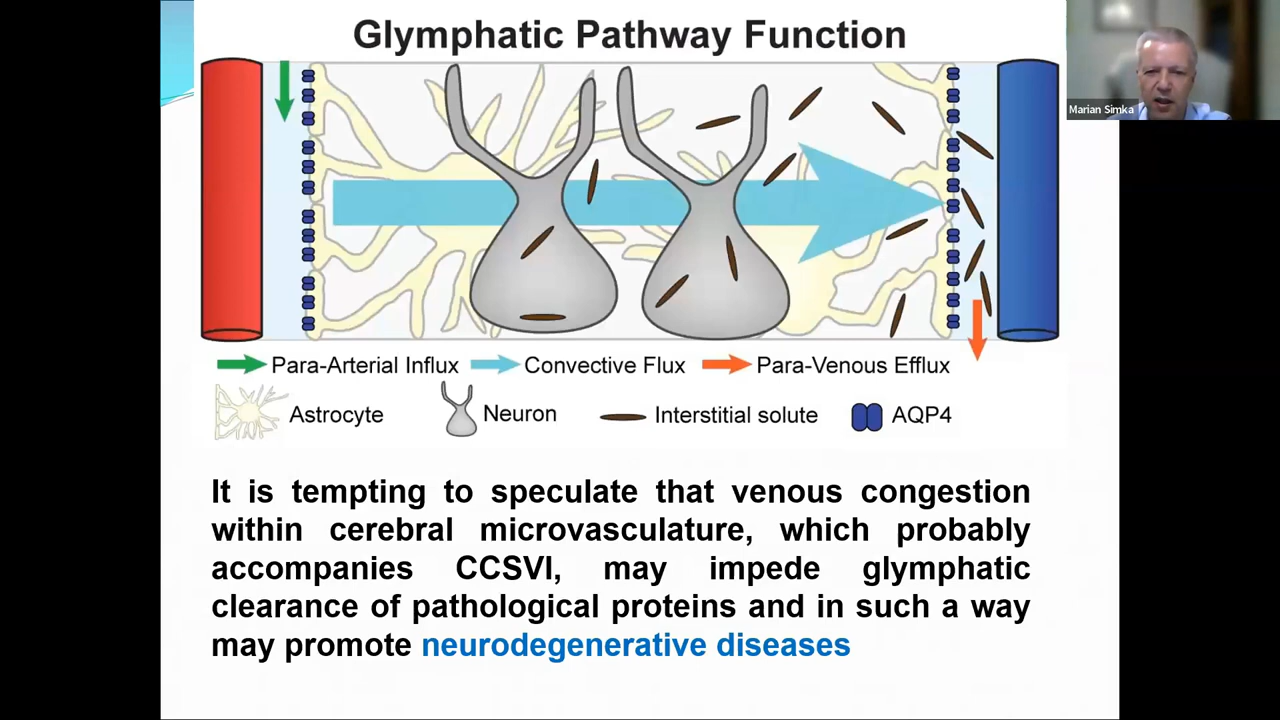 Glymphatic Pathway Function
Marian Simka
Para-Arterial Influx
Convective Flux
Para-Venous Efflux
Astrocyte
Neuron
Interstitial solute
AQP4
It is tempting to speculate that venous congestion
within cerebral microvasculature, which probably
accompanies CCSVI, may impede glymphatic
clearance of pathological proteins and in such a way
may promote neurodegenerative diseases